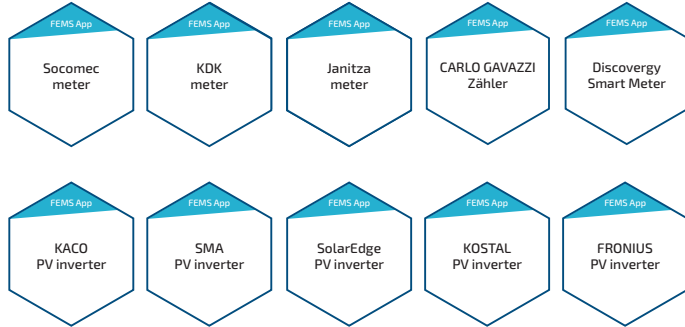 FEMS App
Socomec
meter
FEMS App
KDK
meter
FEMS App
Janitza
meter
FEMS App
CARLO GAVAZZI
Zähler
FEMS App
Discovergy
Smart Meter
FEMS App
KACO
PV inverter
FEMS App
SMA
PV inverter
FEMS App
SolarEdge
PV inverter
FEMS App
KOSTAL
PV inverter
FEMS App
FRONIUS
PV inverter